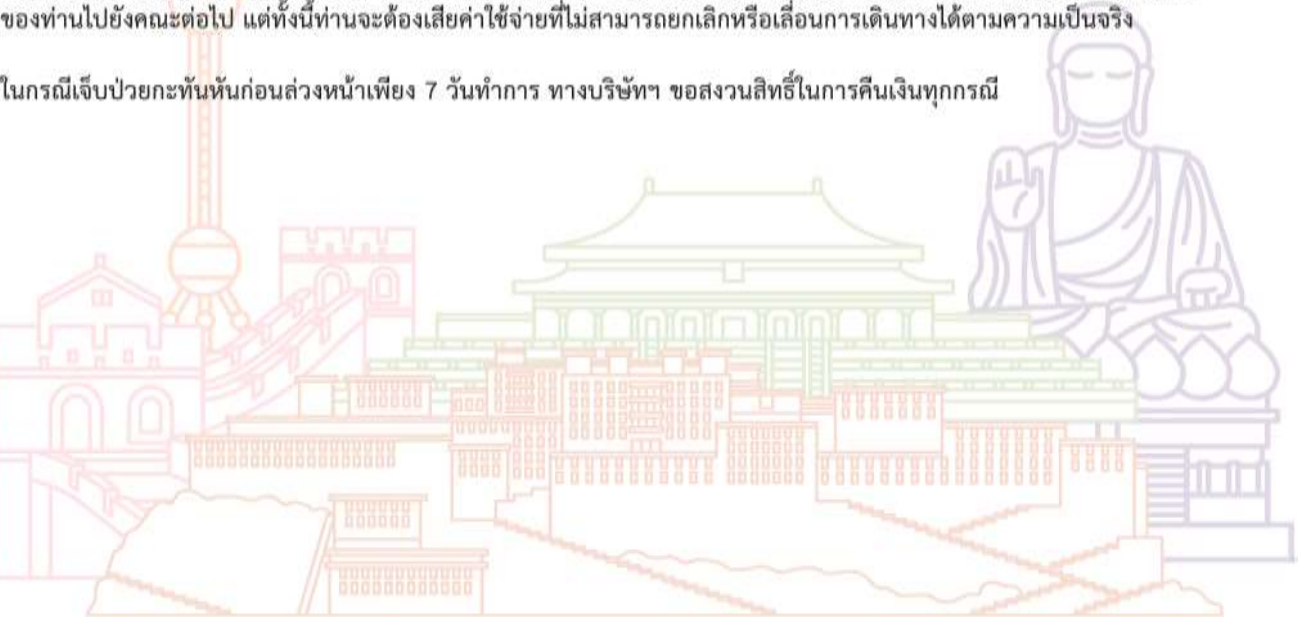 ของท่านไปยังคณะต่อไป แต่ทั้งนี้ท่านจะต้องเสียค่าใช้จ่ายที่ไม่สามารถยกเลิกหรือเลื่อนการเดินทางได้ตามความเป็นจริง
ในกรณีเจ็บป่วยกะทันหันก่อนล่วงหน้าเพียง 7 วันทำการ ทางบริษัทฯ ขอสงวนสิทธิ์ในการคืนเงินทุกกรณี